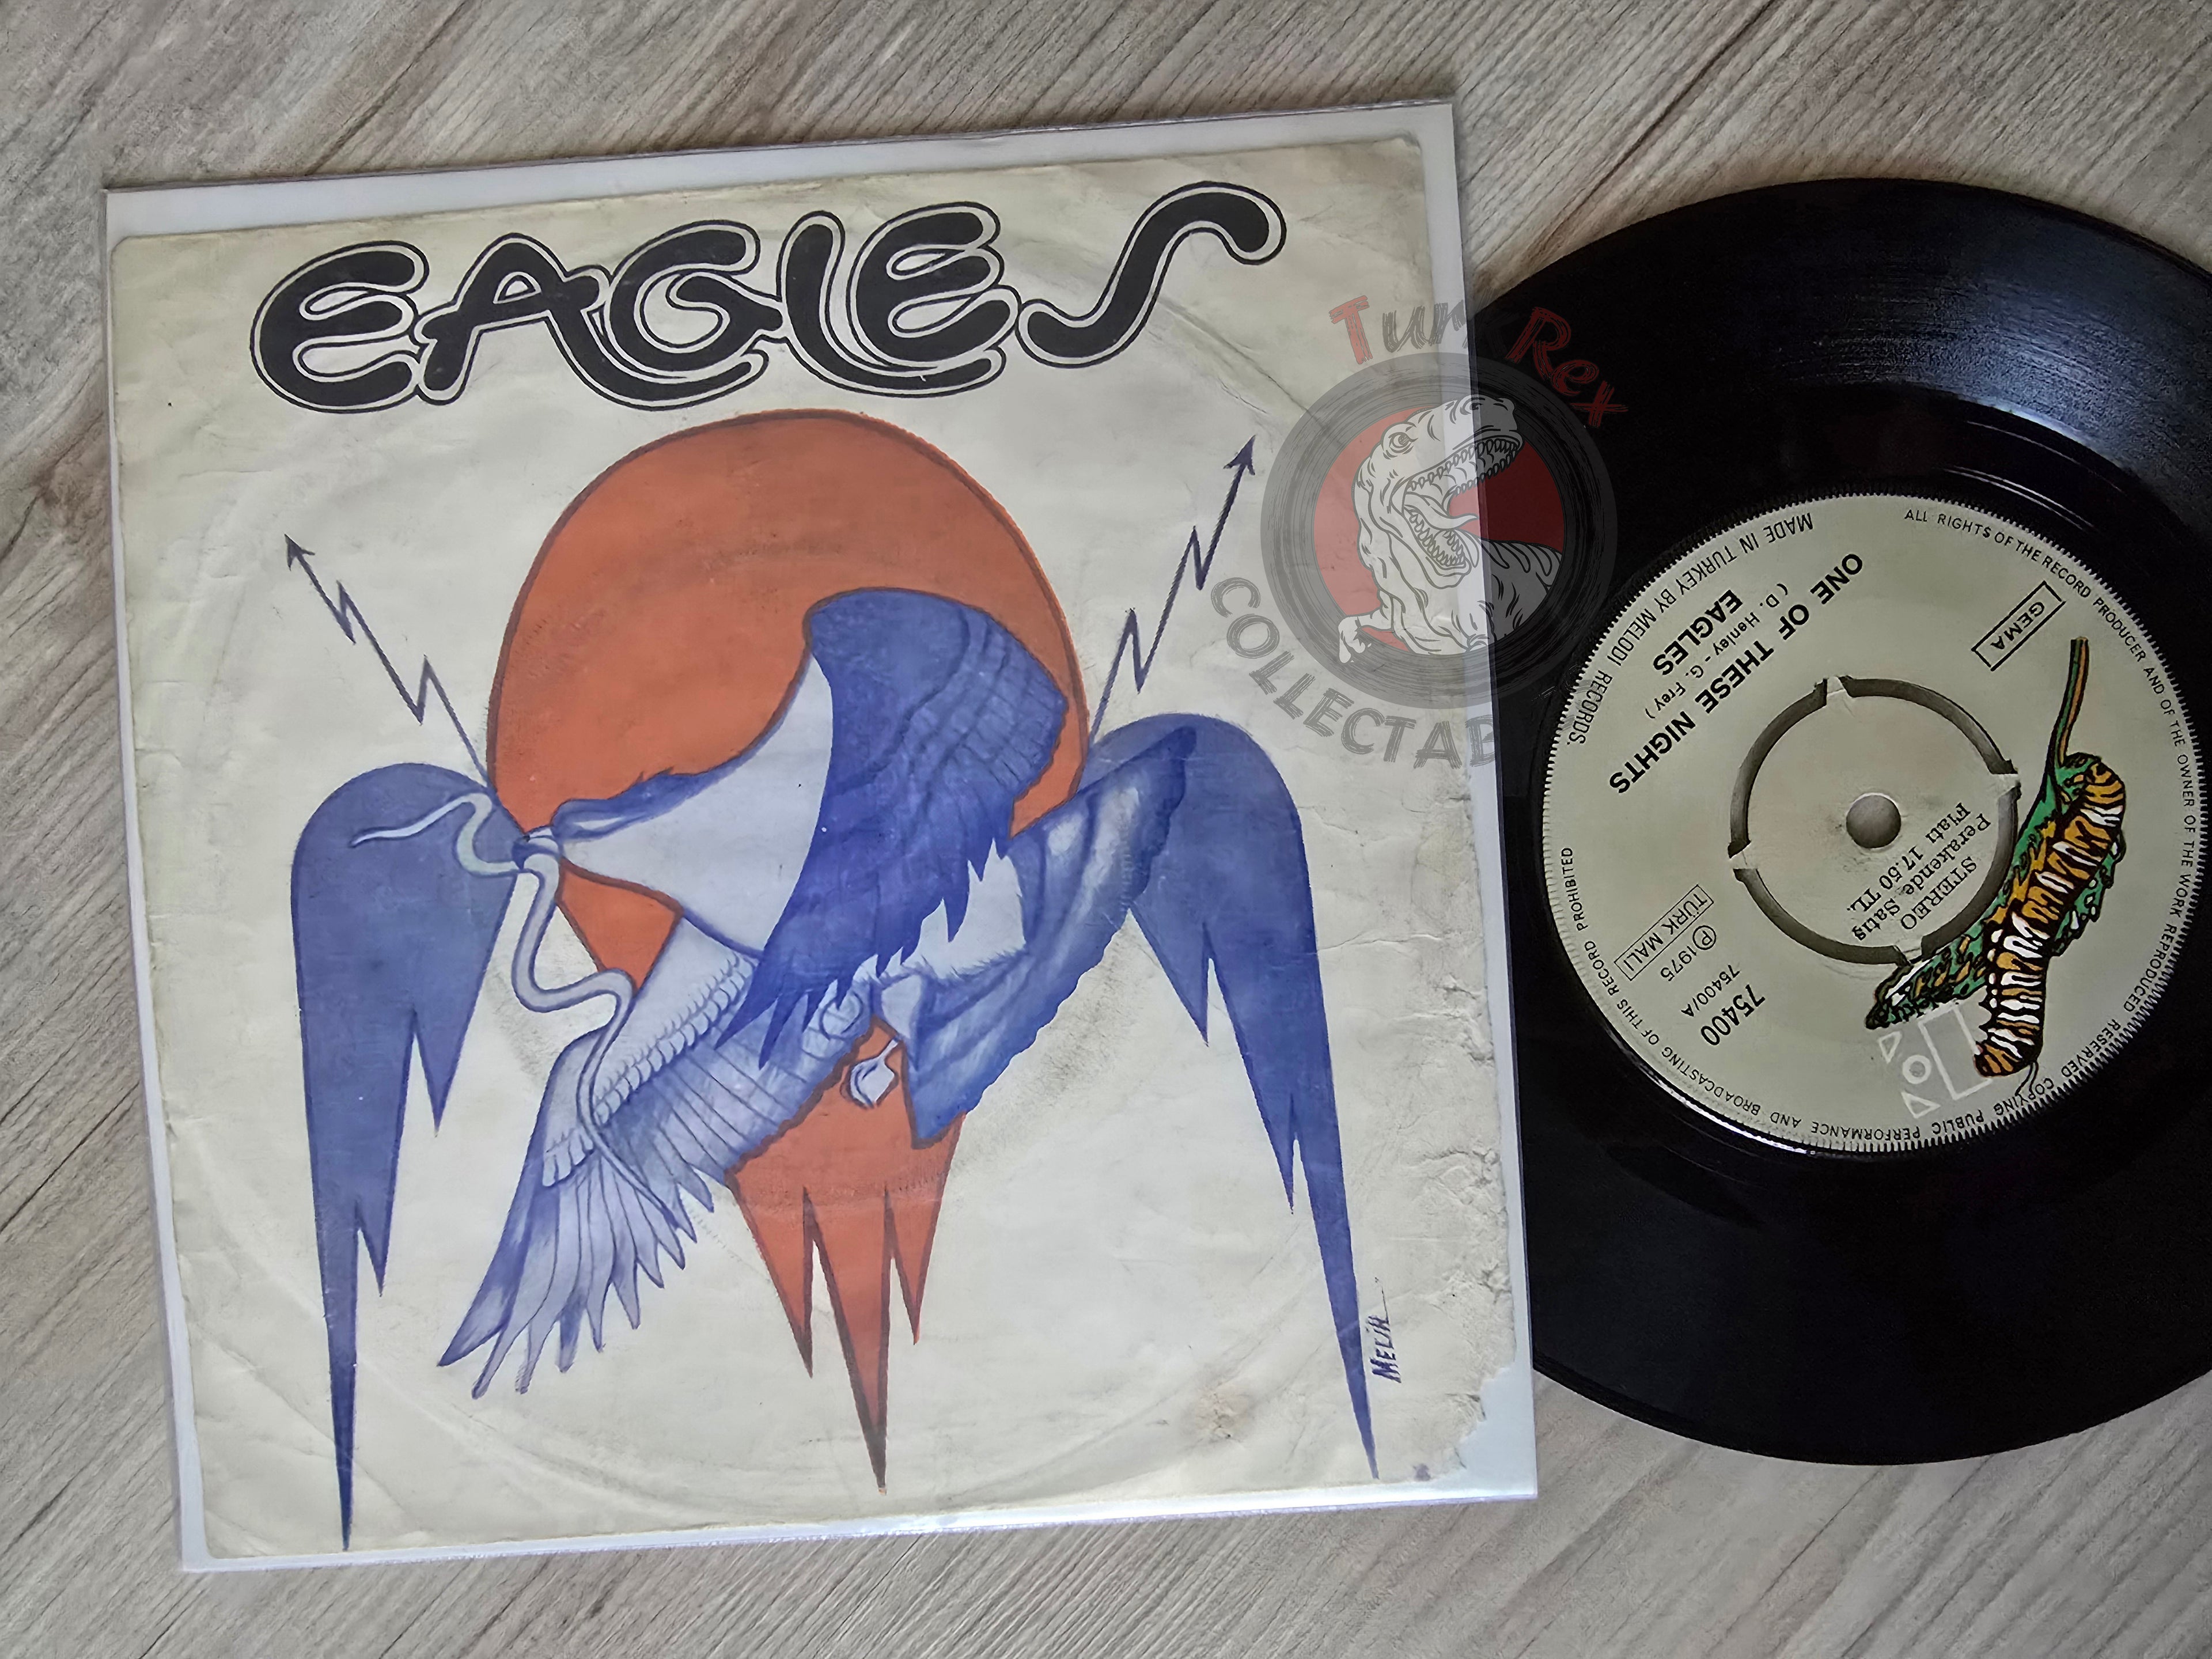 EAGLES
MELİH
Turk Rex
COLLECTAB
MADE IN TURKEY BY MELODI RECORDS.
ALL RIGHTS OF THE RECORD PRODUCER AND OF THE OWNER OF THE WORK REPRODUCED RESERVED COPYING PUBLIC PERFORMANCE AND BROADCASTING OF THIS RECORD PROHIBITED
ONE OF THESE NIGHTS
( D. Henley - G. Frey )
EAGLES
GEMA
STEREO
Perakende Satış
Fiatı 17.50 TL.
TÜRK MALI
Ⓟ 1975
75400/A
75400